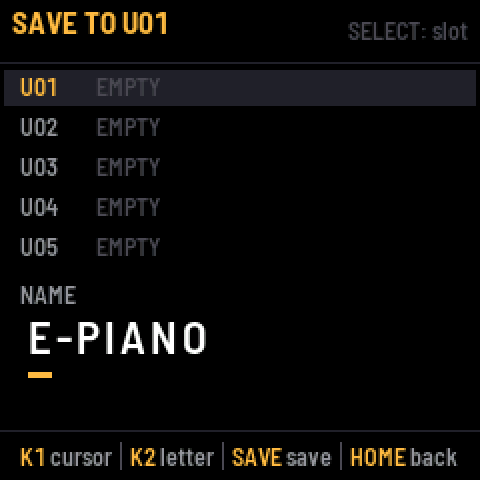 SAVE TO U01
SELECT: slot
U01 EMPTY
U02 EMPTY
U03 EMPTY
U04 EMPTY
U05 EMPTY
NAME
E-PIANO
K1 cursor | K2 letter | SAVE save | HOME back